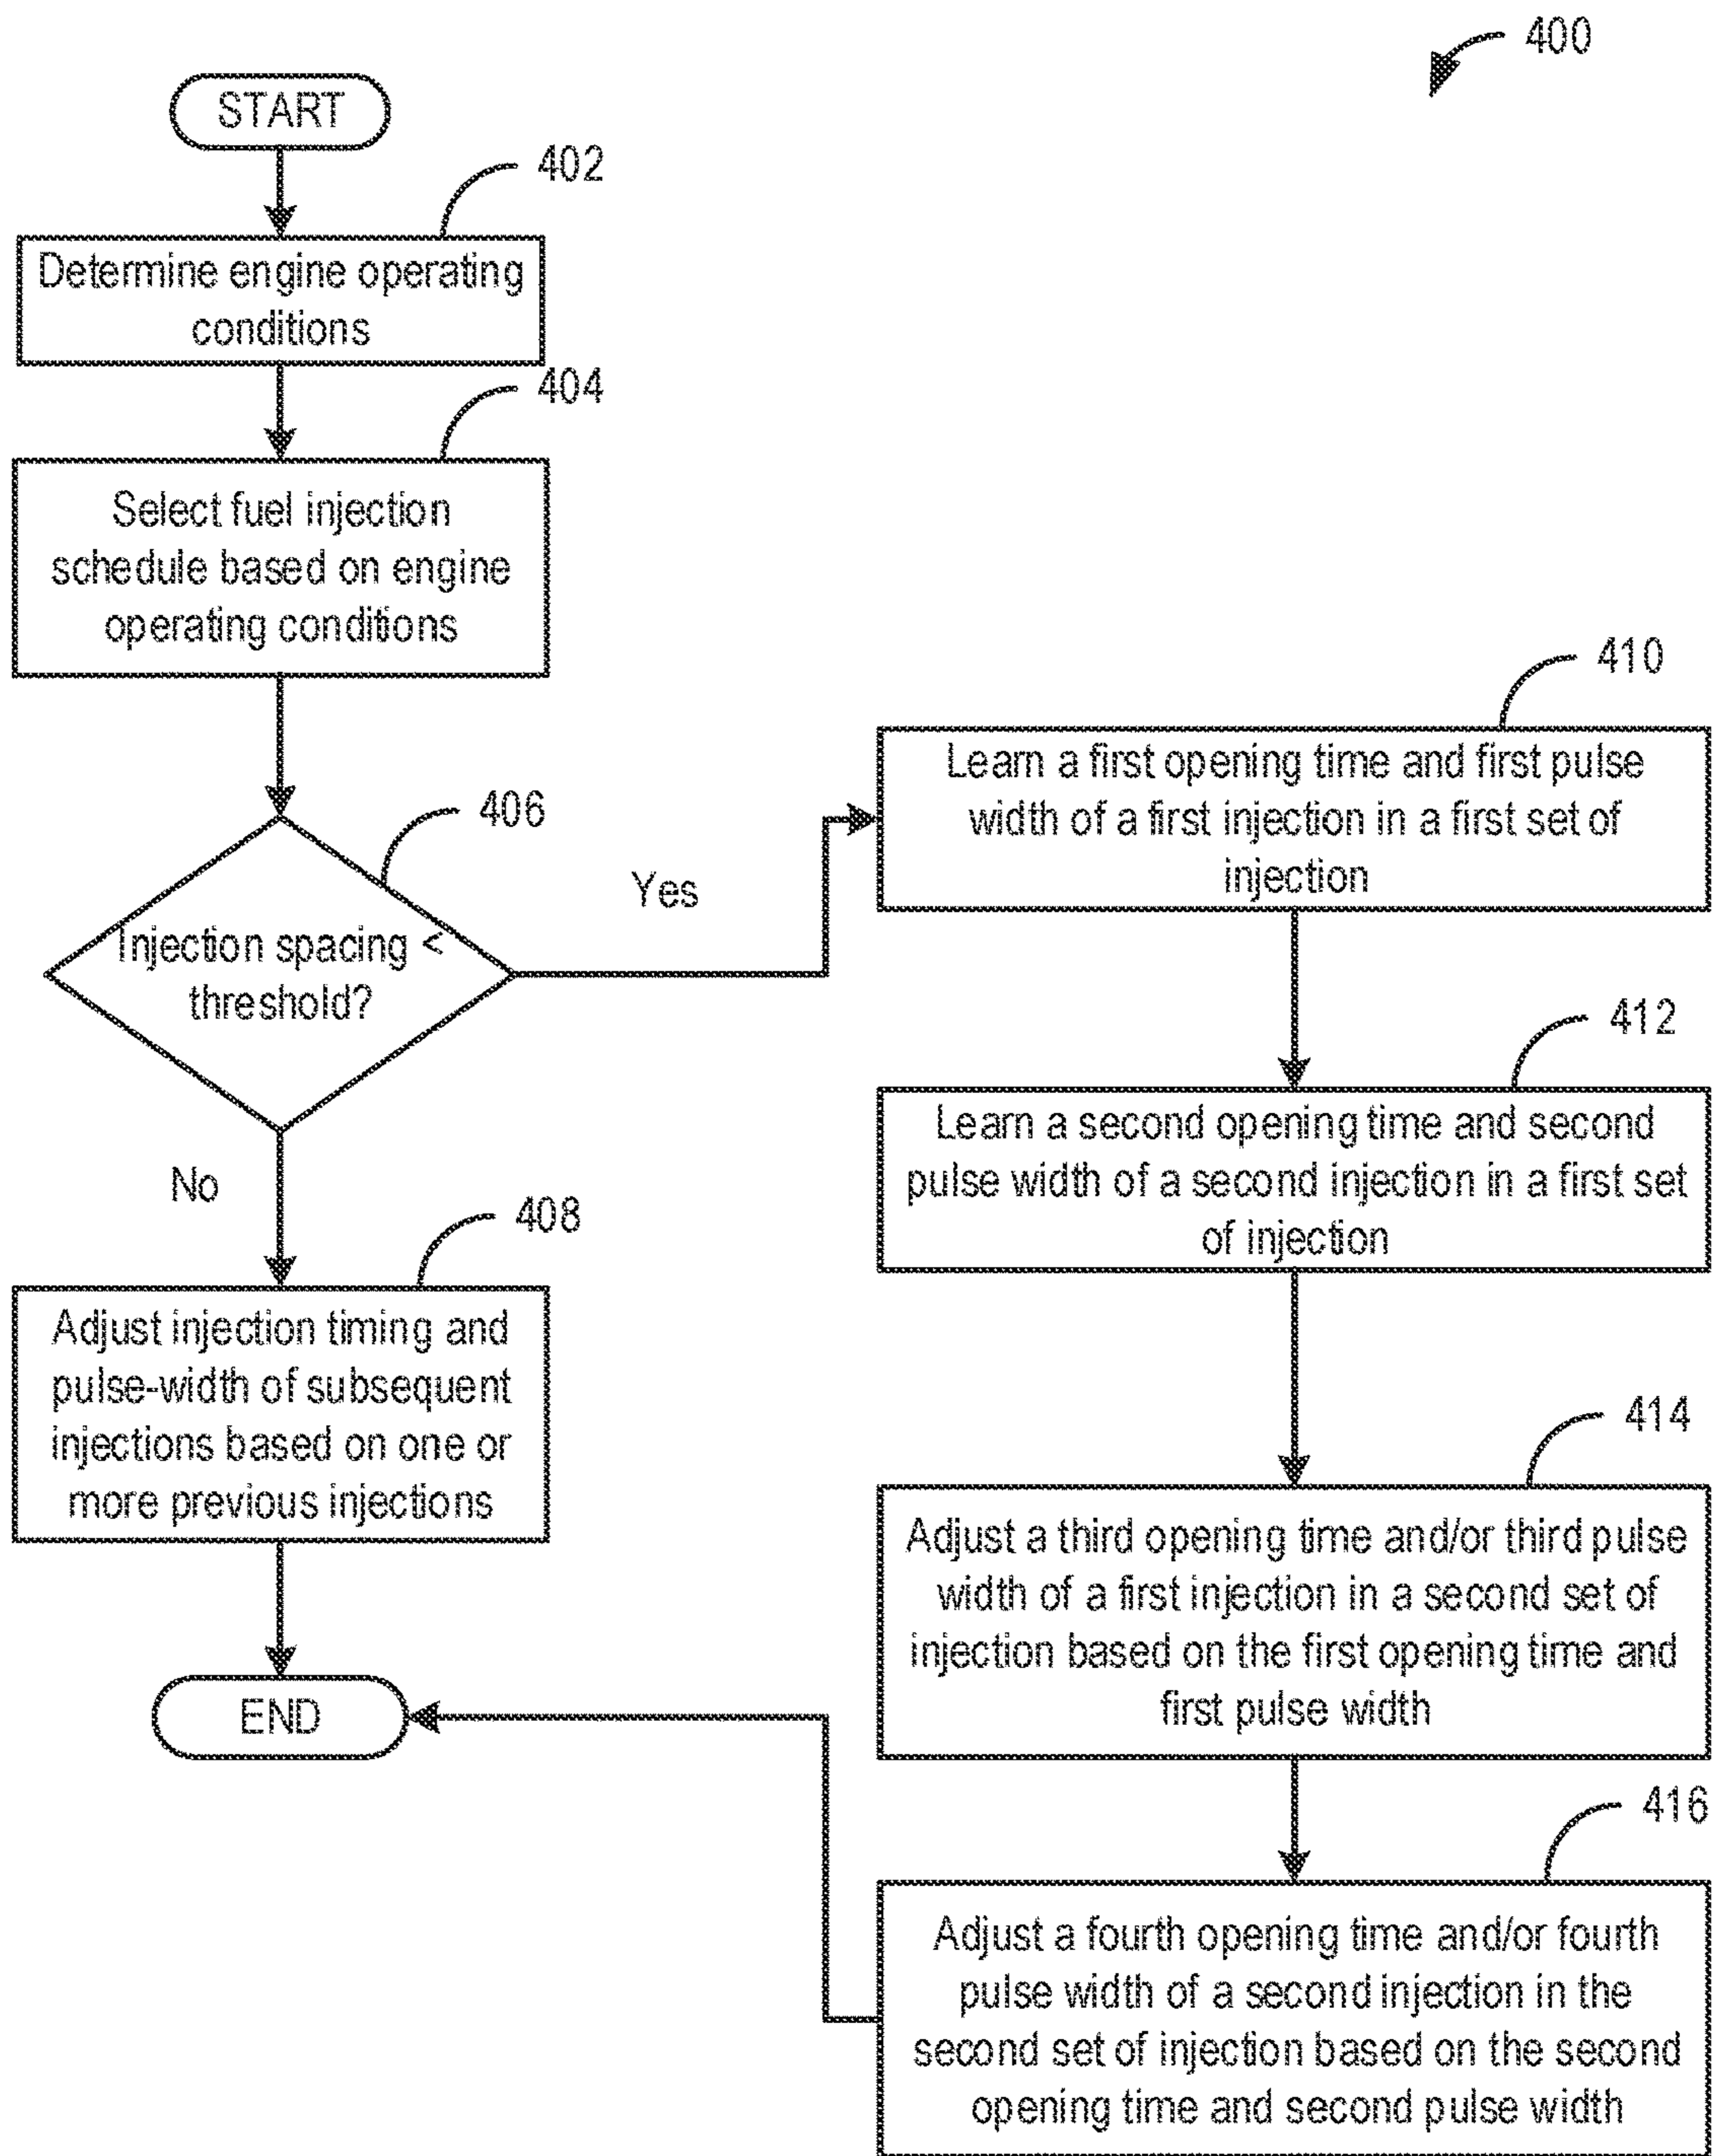 400
START
402
Determine engine operating
conditions
404
Select fuel injection
schedule based on engine
operating conditions
406
Injection spacing <
threshold?
Yes
No
408
Adjust injection timing and
pulse-width of subsequent
injections based on one or
more previous injections
END
410
Learn a first opening time and first pulse
width of a first injection in a first set of
injection
412
Learn a second opening time and second
pulse width of a second injection in a first set
of injection
414
Adjust a third opening time and/or third pulse
width of a first injection in a second set of
injection based on the first opening time and
first pulse width
416
Adjust a fourth opening time and/or fourth
pulse width of a second injection in the
second set of injection based on the second
opening time and second pulse width